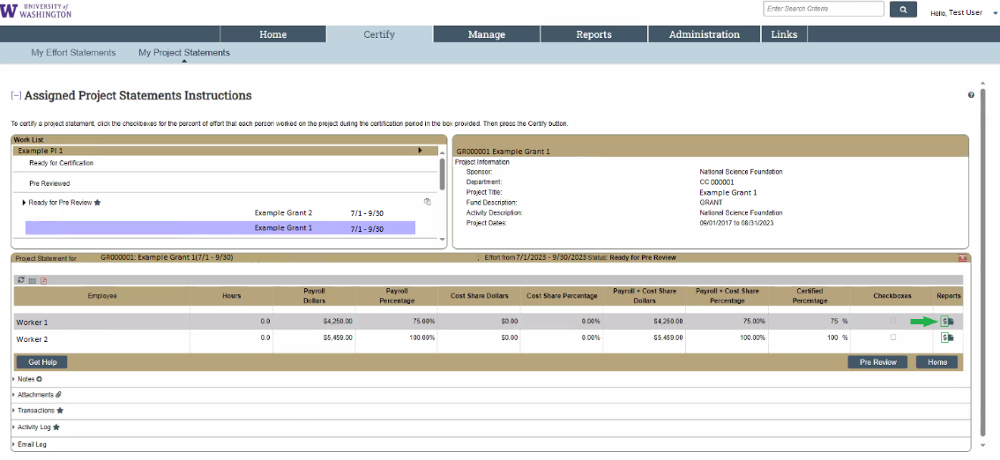 W UNIVERSITY of
WASHINGTON
Enter Search Criteria
Hello, Test User
Home Certify Manage Reports Administration Links
My Effort Statements My Project Statements
[−] Assigned Project Statements Instructions
To certify a project statement, click the checkboxes for the percent of effort that each person worked on the project during the certification period in the box provided. Then press the Certify button.
Work List
Example PI 1
Ready for Certification
Pre Reviewed
Ready for Pre Review
Example Grant 2 7/1 - 9/30
Example Grant 1 7/1 - 9/30
GR000001 Example Grant 1
Project Information
Sponsor: National Science Foundation
Department: CC 000001
Project Title: Example Grant 1
Fund Description: GRANT
Activity Description: National Science Foundation
Project Dates: 09/01/2017 to 08/31/2023
Project Statement for GR000001: Example Grant 1(7/1 - 9/30) ; Effort from 7/1/2023 - 9/30/2023 Status: Ready for Pre Review
Employee Hours Payroll Dollars Payroll Percentage Cost Share Dollars Cost Share Percentage Payroll + Cost Share Dollars Payroll + Cost Share Percentage Certified Percentage Checkboxes Reports
Worker 1 0.0 $4,250.00 75.00% $0.00 0.00% $4,250.00 75.00% 75 % $
Worker 2 0.0 $5,459.00 100.00% $0.00 0.00% $5,459.00 100.00% 100 % $
Get Help Pre Review Home
Notes
Attachments
Transactions
Activity Log
Email Log